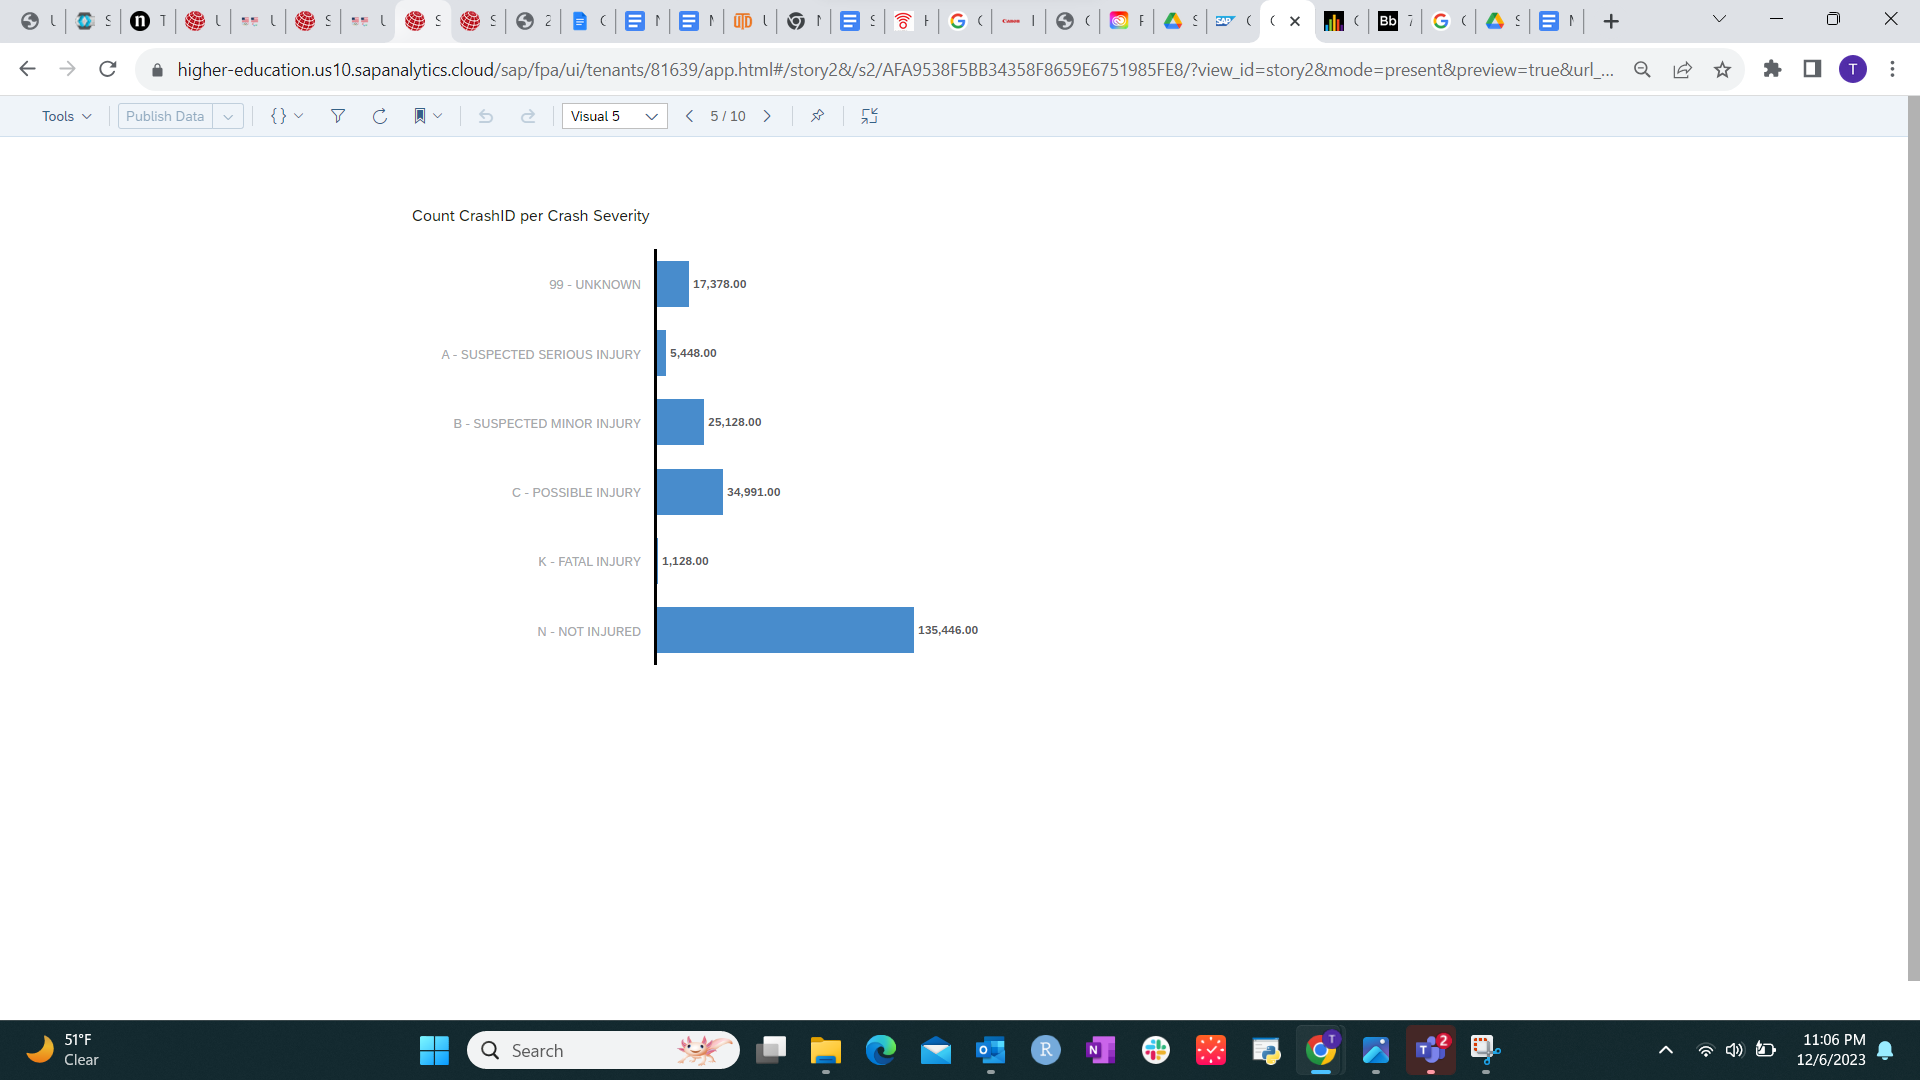 higher-education.us10.sapanalytics.cloud/sap/fpa/ui/tenants/81639/app.html#/story2&/s2/AFA9538F5BB34358F8659E6751985FE8/?view_id=story2&mode=present&preview=true&url_...
T
Tools
Publish Data
{}
Visual 5
5 / 10
Count CrashID per Crash Severity
99 - UNKNOWN
17,378.00
A - SUSPECTED SERIOUS INJURY
5,448.00
B - SUSPECTED MINOR INJURY
25,128.00
C - POSSIBLE INJURY
34,991.00
K - FATAL INJURY
1,128.00
N - NOT INJURED
135,446.00
51°F
Clear
Search
11:06 PM
12/6/2023